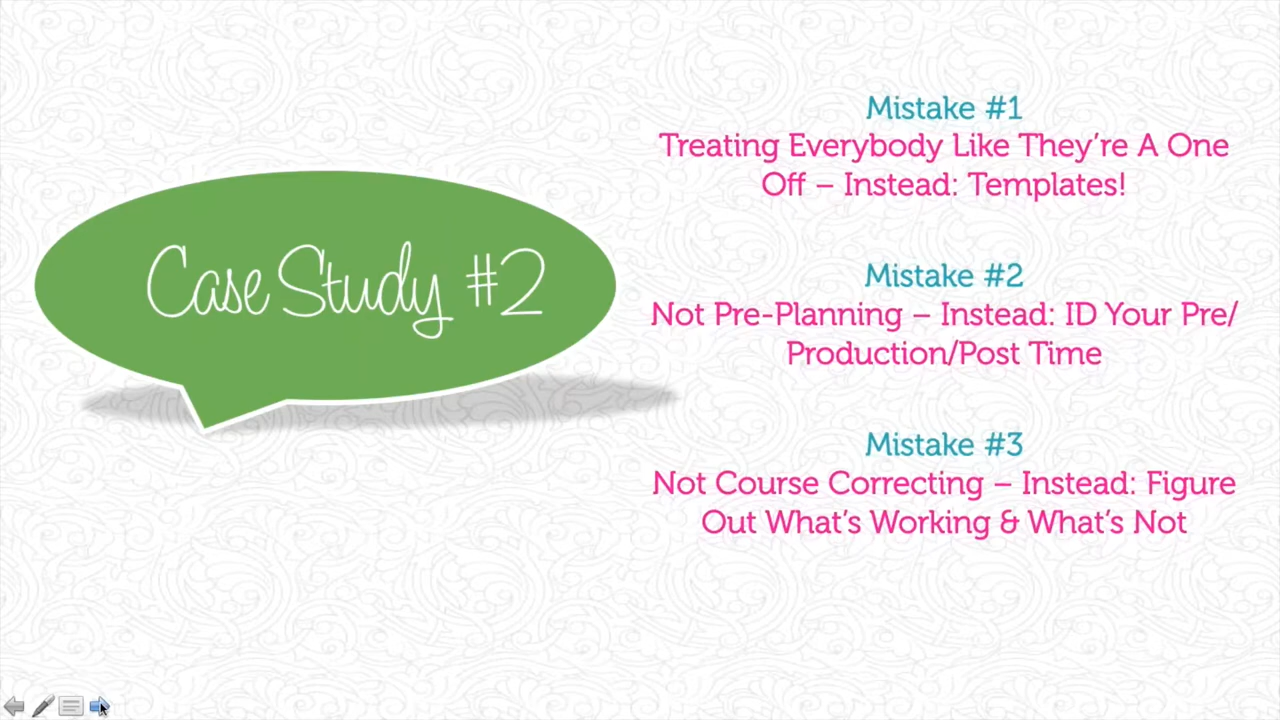 Case Study #2
Mistake #1
Treating Everybody Like They’re A One
Off – Instead: Templates!
Mistake #2
Not Pre-Planning – Instead: ID Your Pre/
Production/Post Time
Mistake #3
Not Course Correcting – Instead: Figure
Out What’s Working & What’s Not